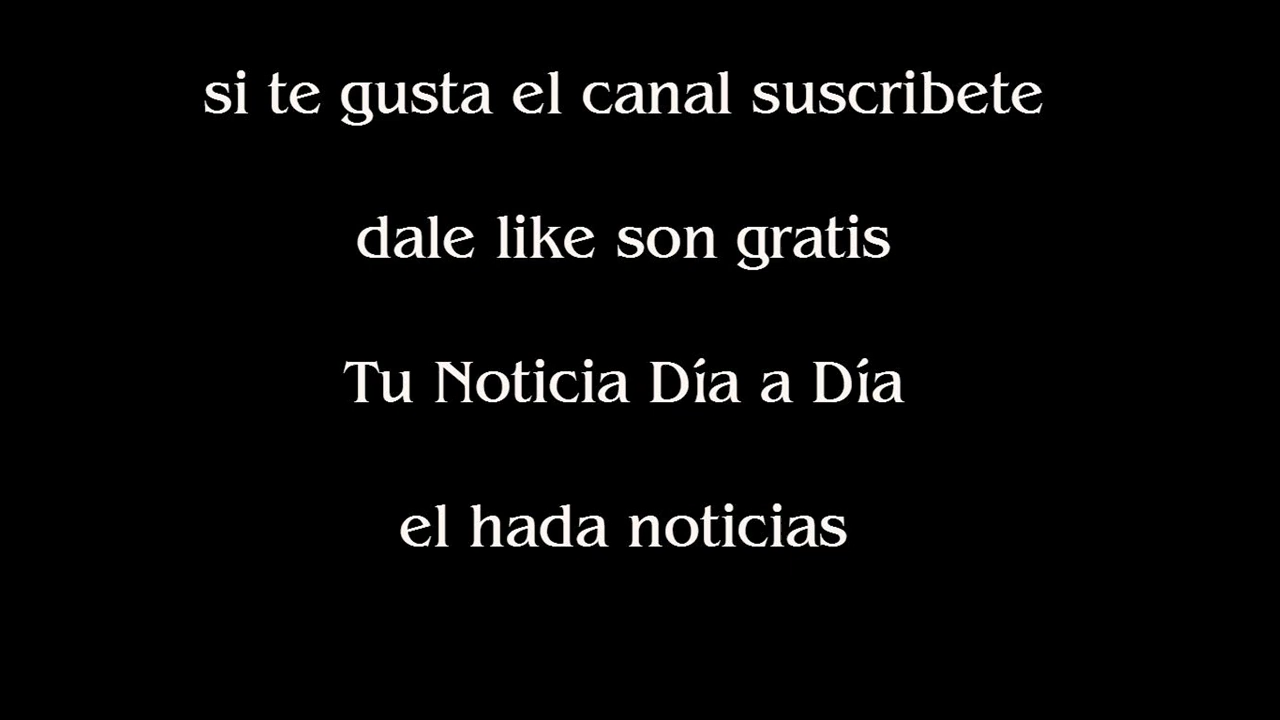 si te gusta el canal suscribete
dale like son gratis
Tu Noticia Día a Día
el hada noticias